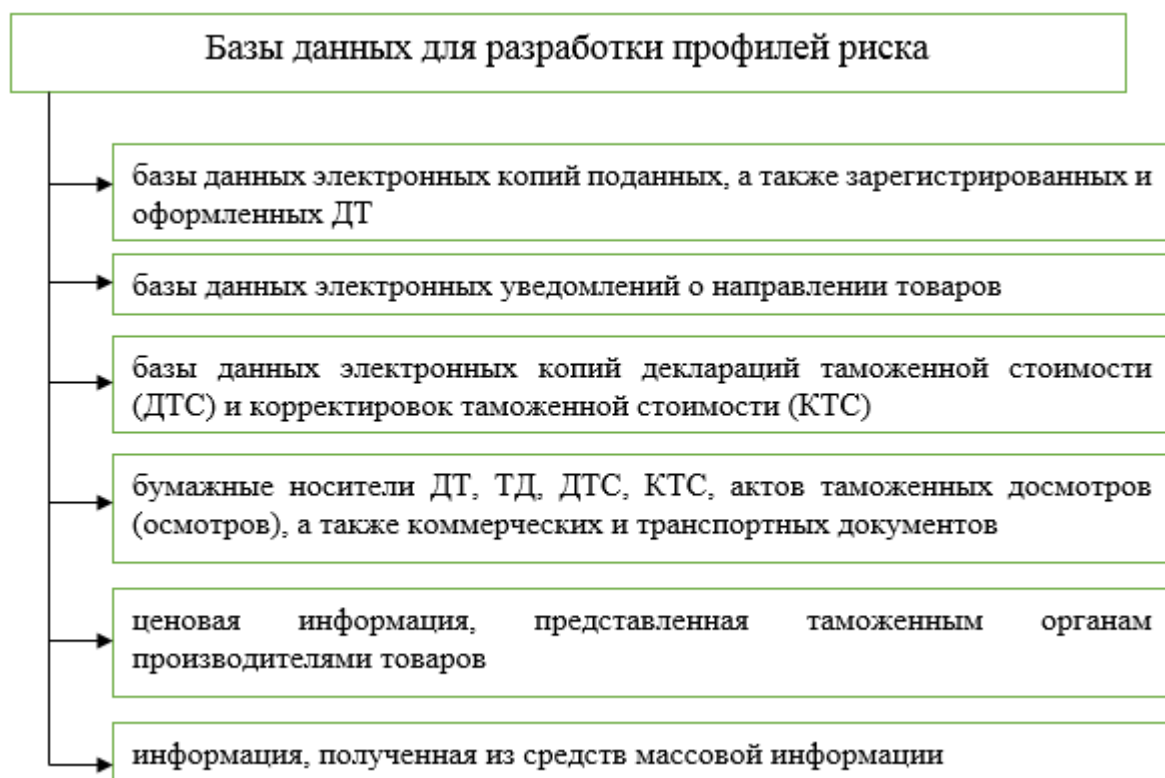 Базы данных для разработки профилей риска
базы данных электронных копий поданных, а также зарегистрированных и
оформленных ДТ
базы данных электронных уведомлений о направлении товаров
базы данных электронных копий деклараций таможенной стоимости
(ДТС) и корректировок таможенной стоимости (КТС)
бумажные носители ДТ, ТД, ДТС, КТС, актов таможенных досмотров
(осмотров), а также коммерческих и транспортных документов
ценовая информация, представленная таможенным органам
производителями товаров
информация, полученная из средств массовой информации